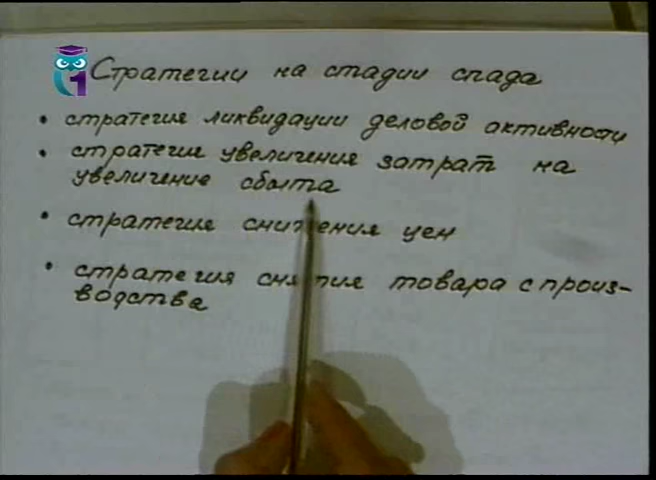 Стратегии на стадии спада
• стратегия ликвидации деловой активности
• стратегия увеличения затрат на
увеличение сбыта
• стратегия снижения цен
• стратегия снятия товара с произ-
водства